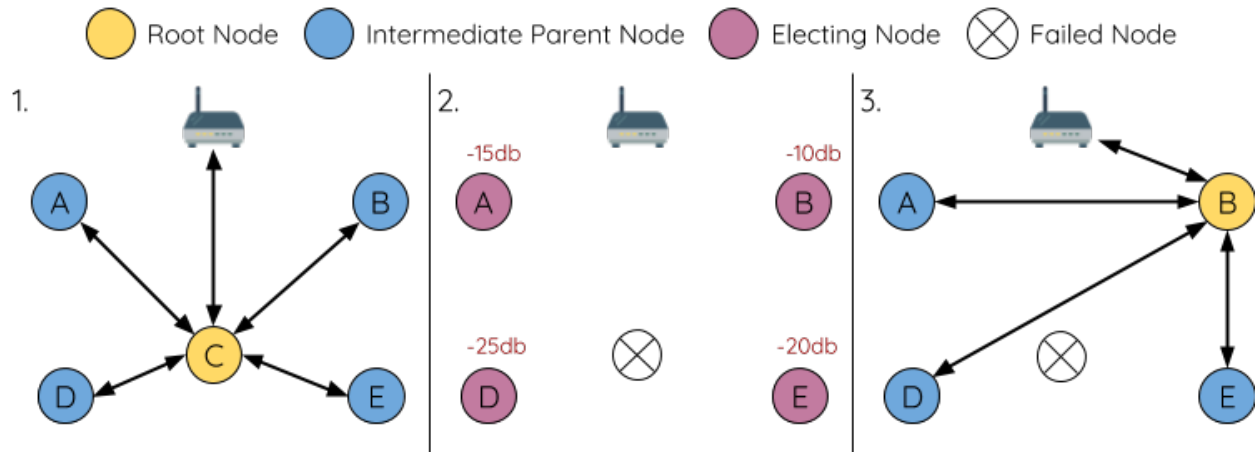 Root Node Intermediate Parent Node Electing Node Failed Node
1. 2. 3.
-15db -10db
A B A B A B
C
-25db -20db
D E D E D E